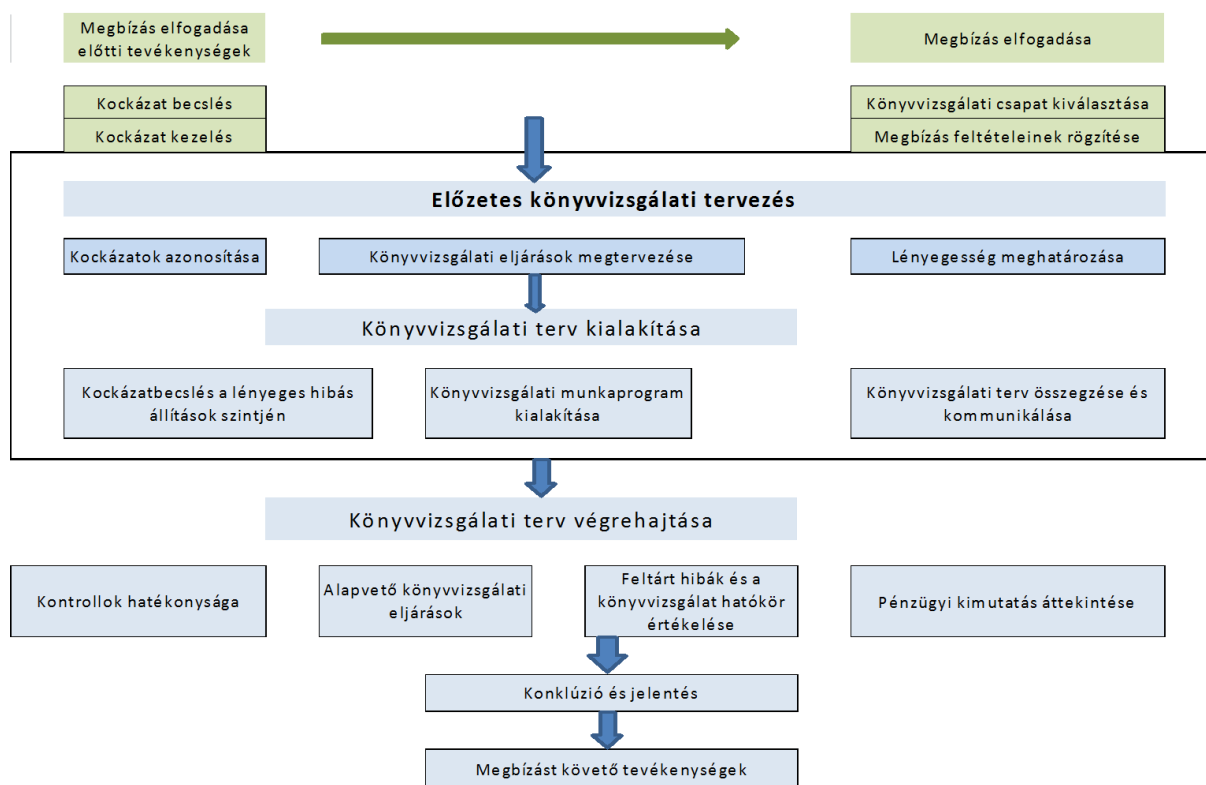 Megbízás elfogadása
előtti tevékenységek
Megbízás elfogadása
Kockázat becslés
Kockázat kezelés
Könyvvizsgálati csapat kiválasztása
Megbízás feltételeinek rögzítése
Előzetes könyvvizsgálati tervezés
Kockázatok azonosítása
Könyvvizsgálati eljárások megtervezése
Lényegesség meghatározása
Könyvvizsgálati terv kialakítása
Kockázatbecslés a lényeges hibás
állítások szintjén
Könyvvizsgálati munkaprogram
kialakítása
Könyvvizsgálati terv összegzése és
kommunikálása
Könyvvizsgálati terv végrehajtása
Kontrollok hatékonysága
Alapvető könyvvizsgálati
eljárások
Feltárt hibák és a
könyvvizsgálat hatókör
értékelése
Pénzügyi kimutatás áttekintése
Konklúzió és jelentés
Megbízást követő tevékenységek